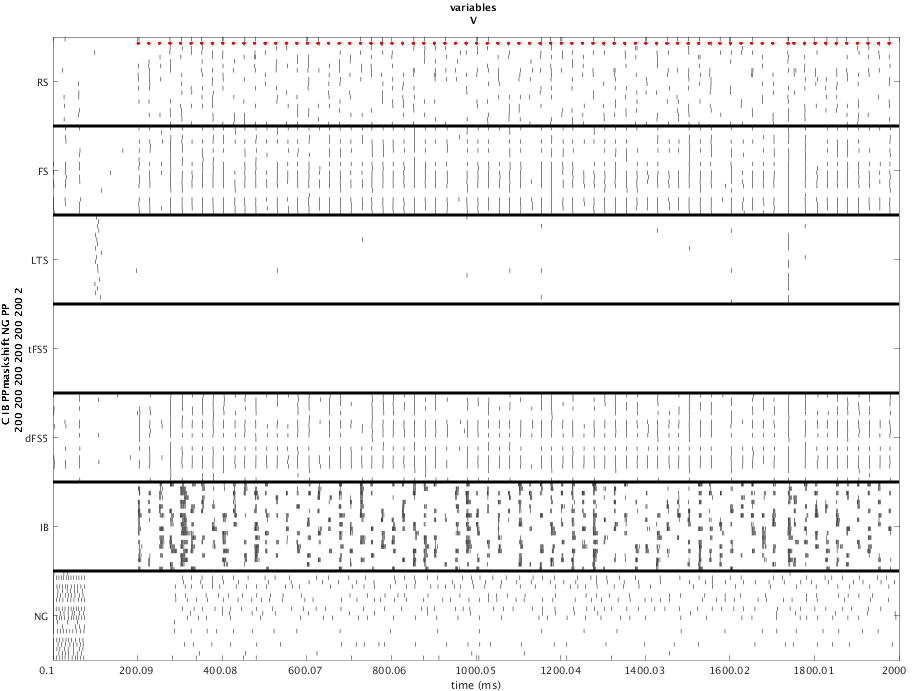 variables
V
RS
FS
LTS
tFS5
dFS5
IB
NG
C IB PPmaskshift NG PP
200 200 200 200 200 200 2
0.1 200.09 400.08 600.07 800.06 1000.05 1200.04 1400.03 1600.02 1800.01 2000
time (ms)